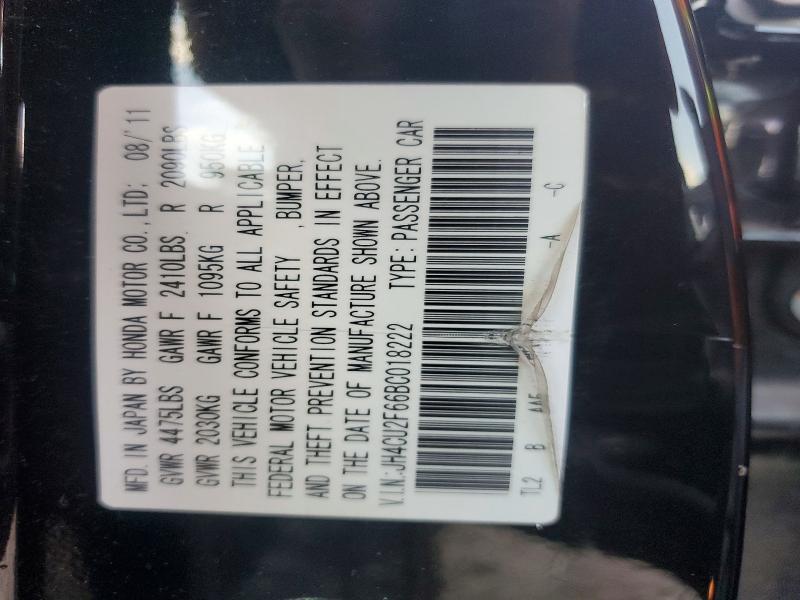 MFD. IN JAPAN BY HONDA MOTOR CO.,LTD; 08/'11
GVWR 4475LBS GAWR F 2410LBS. R 2090LBS
GVWR 2030KG GAWR F 1095KG R 950KG
THIS VEHICLE CONFORMS TO ALL APPLICABLE
FEDERAL MOTOR VEHICLE SAFETY , BUMPER,
AND THEFT PREVENTION STANDARDS IN EFFECT
ON THE DATE OF MANUFACTURE SHOWN ABOVE.
V.I.N.:JH4CU2F66BC018222 TYPE: PASSENGER CAR
TL2 B -A -C